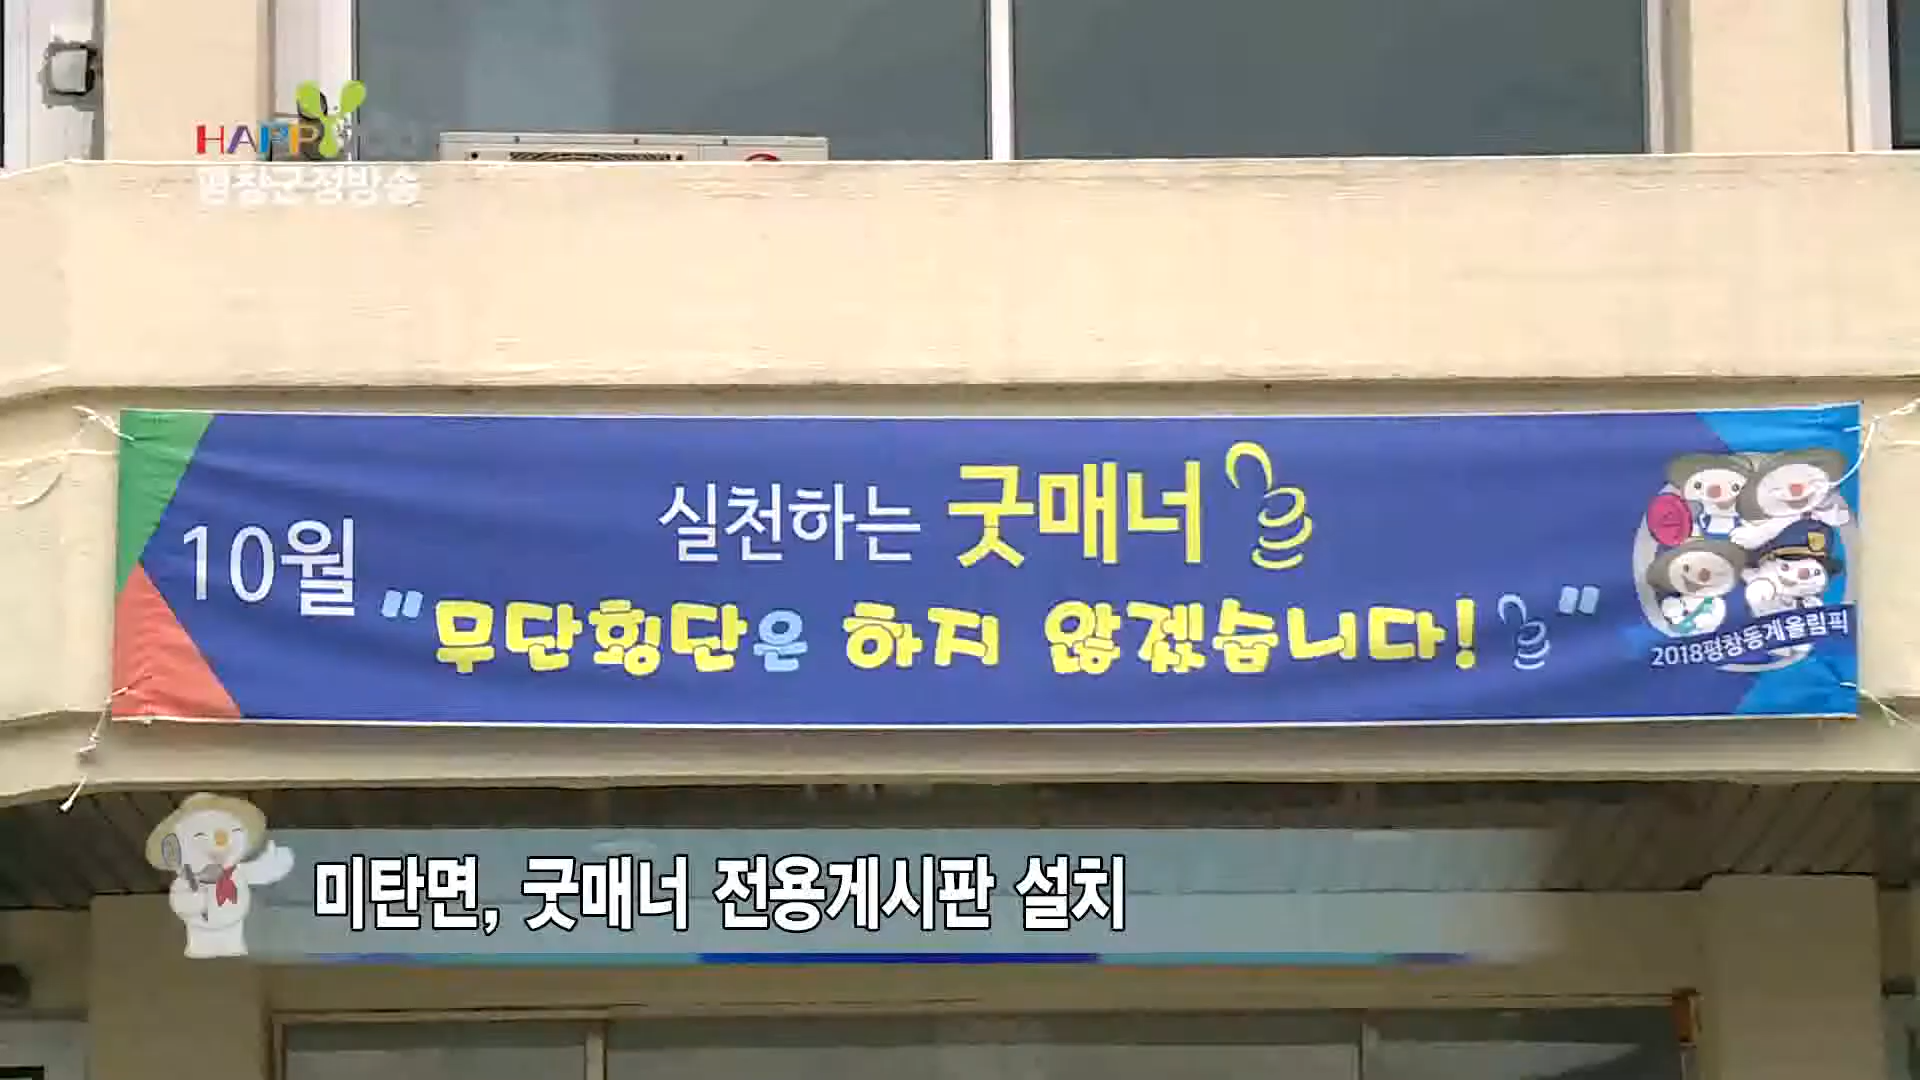 HAPPY
평창군정방송
실천하는 굿매너
10월
"무단횡단은 하지 않겠습니다!"
2018평창동계올림픽
미탄면, 굿매너 전용게시판 설치